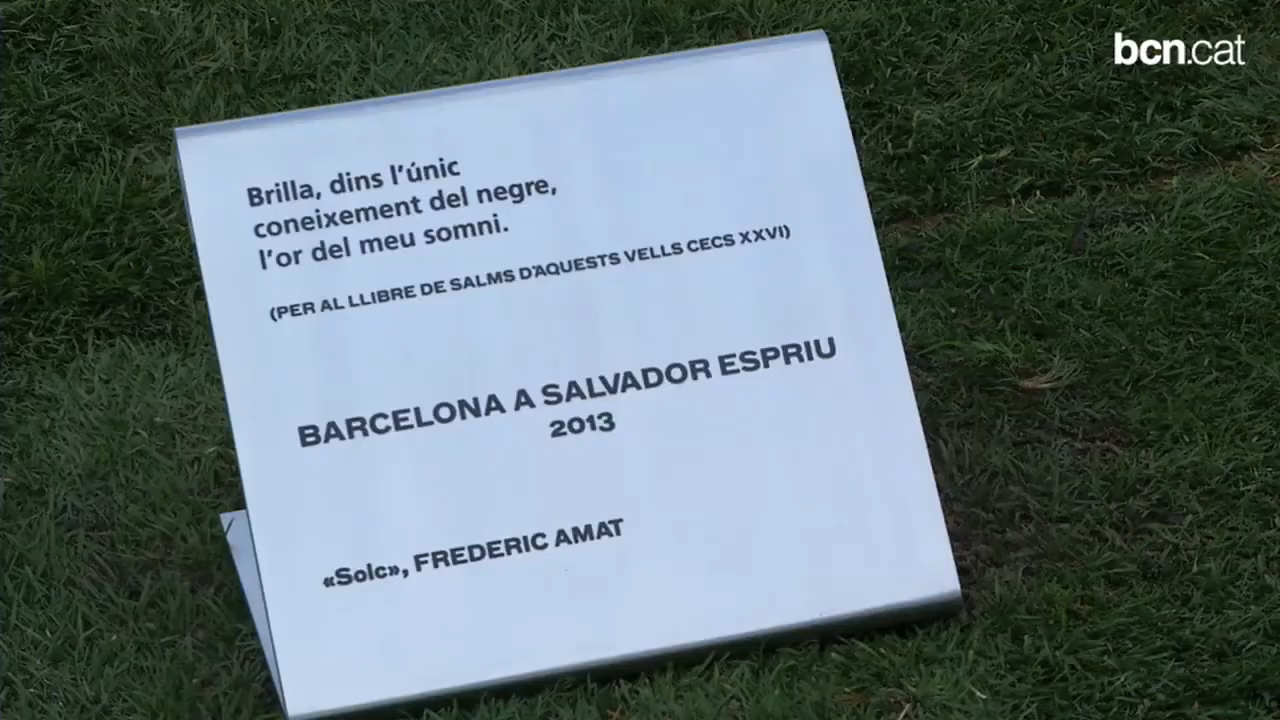 bcn.cat
Brilla, dins l'únic
coneixement del negre,
l'or del meu somni.
(PER AL LLIBRE DE SALMS D'AQUESTS VELLS CECS XXVI)
BARCELONA A SALVADOR ESPRIU
2013
«Solc», FREDERIC AMAT